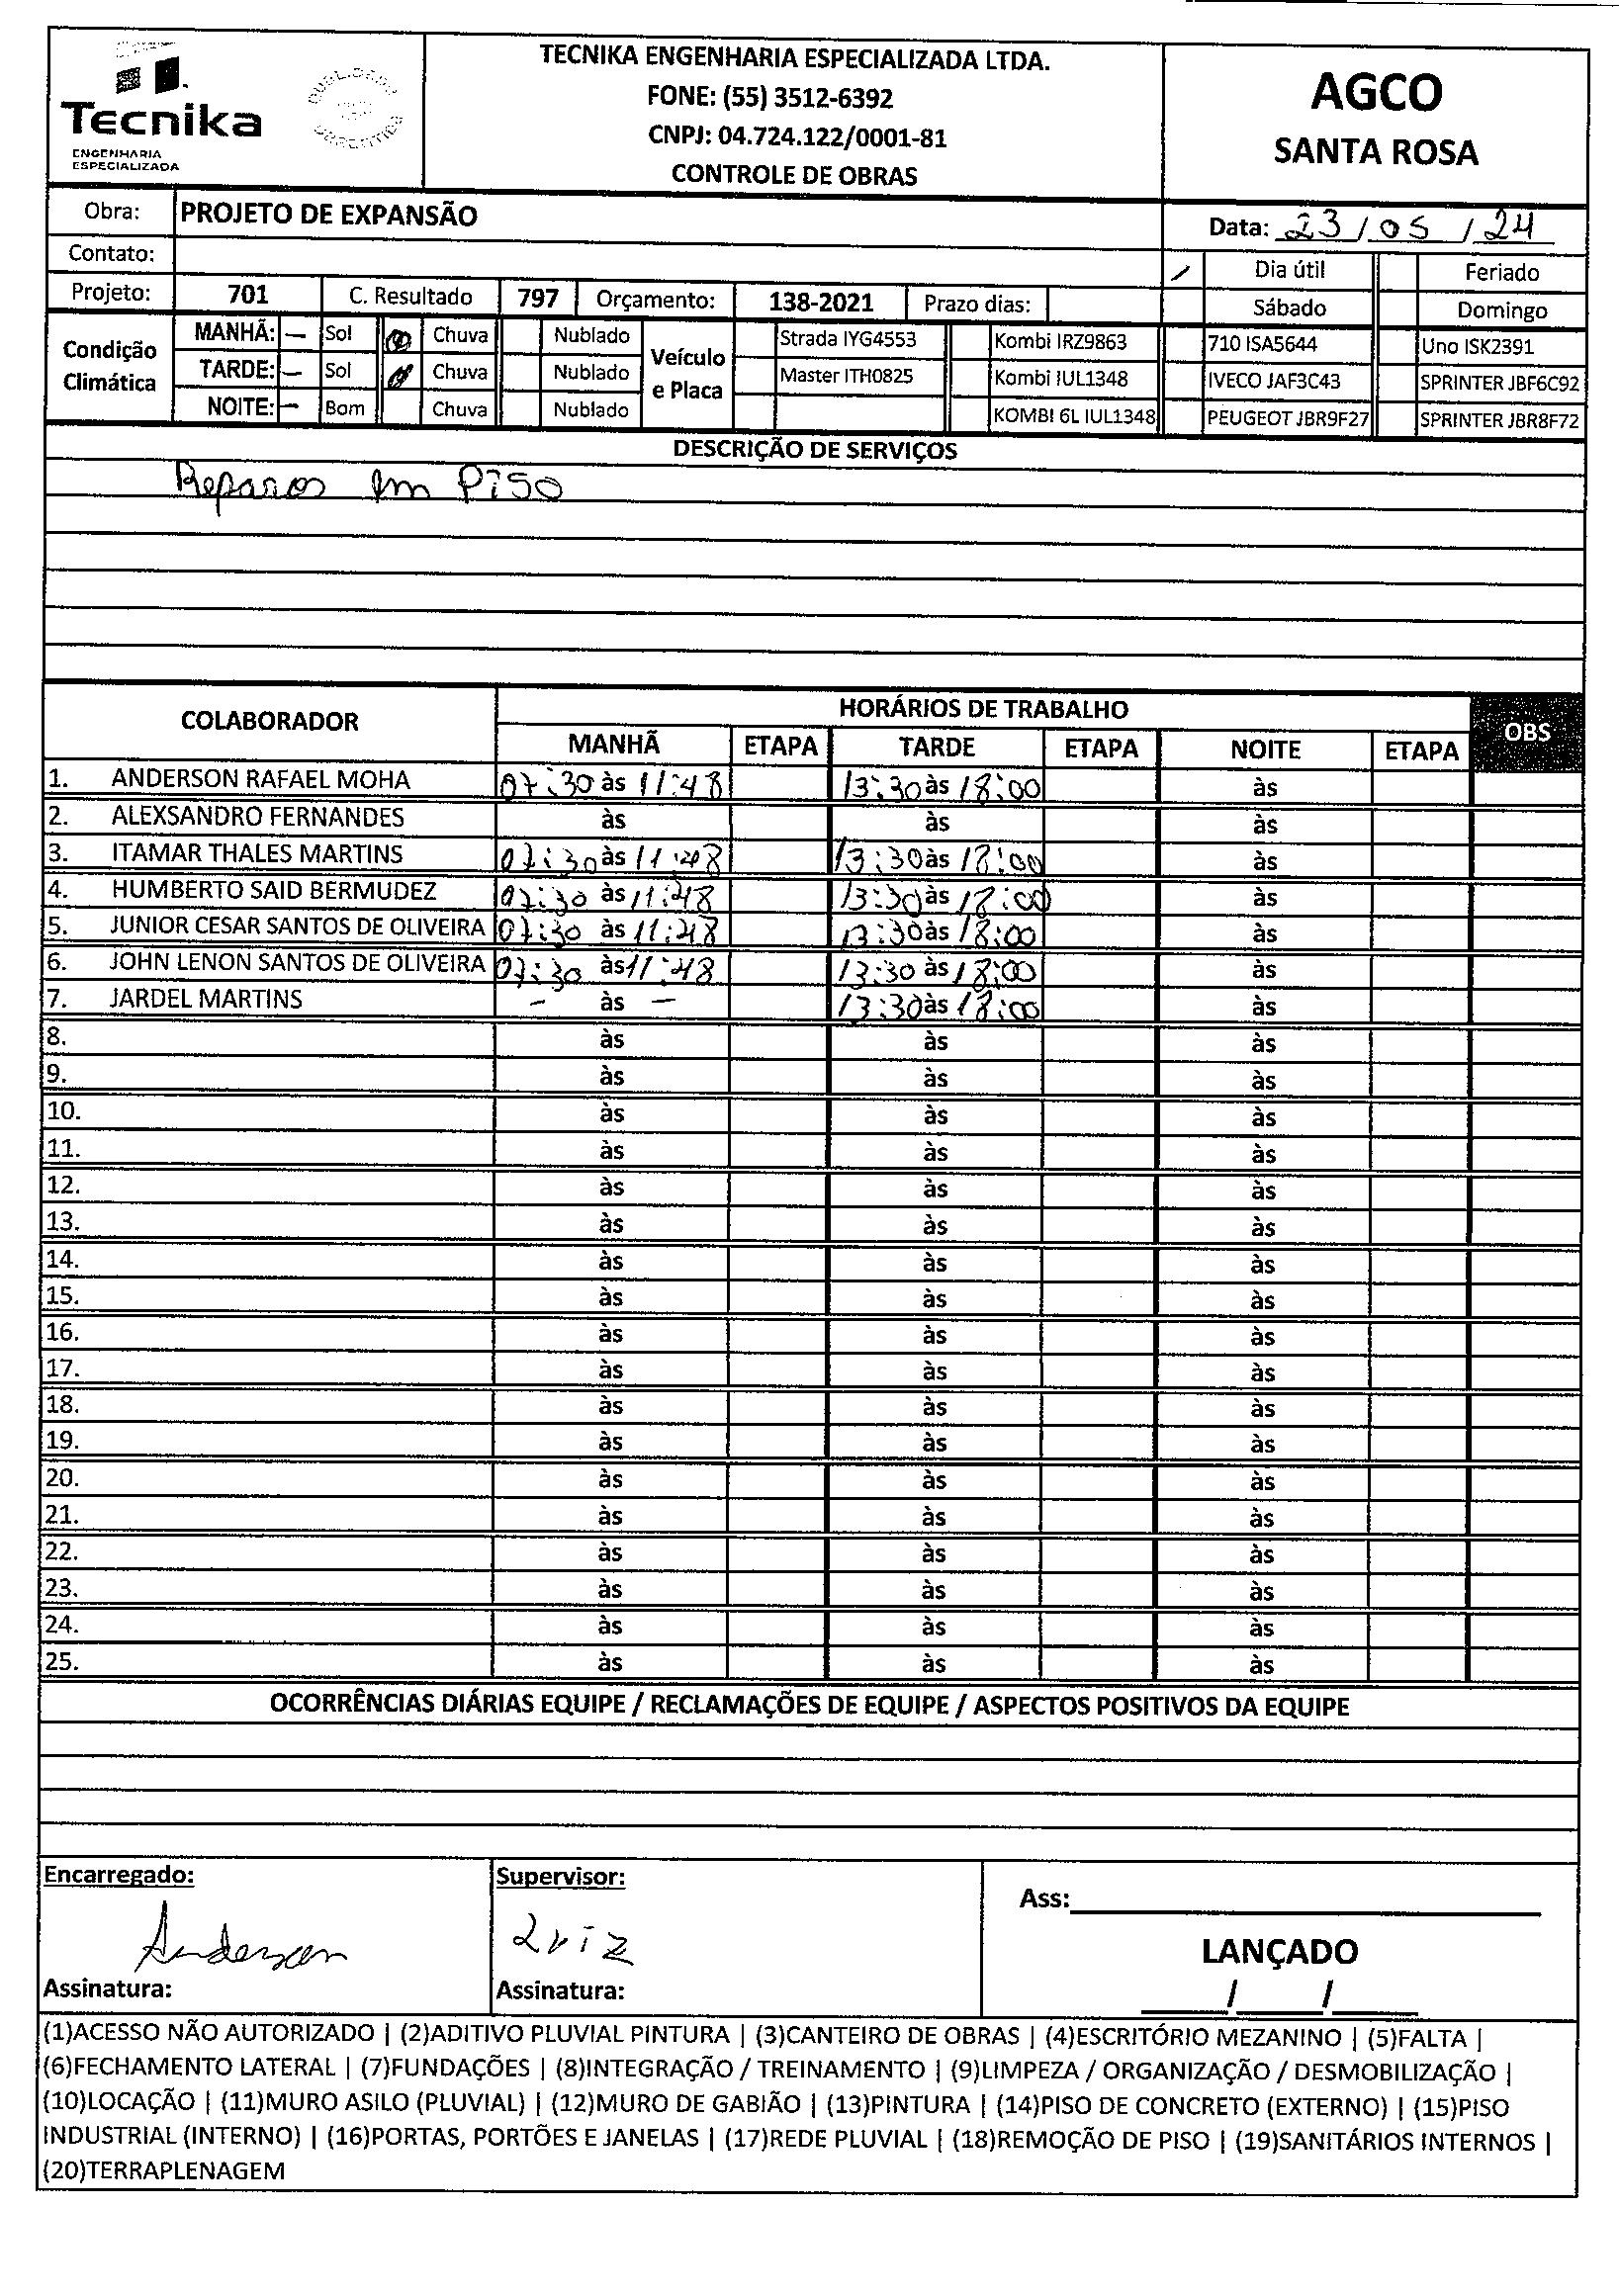 Tecnika
ENGENHARIA
ESPECIALIZADA
TECNIKA ENGENHARIA ESPECIALIZADA LTDA.
FONE: (55) 3512-6392
CNPJ: 04.724.122/0001-81
CONTROLE DE OBRAS
AGCO
SANTA ROSA
Obra: PROJETO DE EXPANSÃO
Data: 23/05/24
Contato:
/ Dia útil Feriado
Projeto: 701 C. Resultado 797 Orçamento: 138-2021 Prazo dias:
Sábado Domingo
Condição Climática
MANHÃ: — Sol Chuva Nublado
TARDE: — Sol Chuva Nublado
NOITE: — Bom Chuva Nublado
Veículo e Placa
Strada IYG4553 Kombi IRZ9863 710 ISA5644 Uno ISK2391
Master ITH0825 Kombi IUL1348 IVECO JAF3C43 SPRINTER JBF6C92
KOMBI 6L IUL1348 PEUGEOT JBR9F27 SPRINTER JBR8F72
DESCRIÇÃO DE SERVIÇOS
Reparos em Piso
COLABORADOR HORÁRIOS DE TRABALHO OBS
MANHÃ ETAPA TARDE ETAPA NOITE ETAPA
1. ANDERSON RAFAEL MOHA 07:30 às 11:48 13:30 às 18:00 às
2. ALEXSANDRO FERNANDES às às às
3. ITAMAR THALES MARTINS 07:30 às 11:48 13:30 às 18:00 às
4. HUMBERTO SAID BERMUDEZ 07:30 às 11:48 13:30 às 18:00 às
5. JUNIOR CESAR SANTOS DE OLIVEIRA 07:30 às 11:48 13:30 às 18:00 às
6. JOHN LENON SANTOS DE OLIVEIRA 07:30 às 11:48 13:30 às 18:00 às
7. JARDEL MARTINS – às – 13:30 às 18:00 às
8. às às às
9. às às às
10. às às às
11. às às às
12. às às às
13. às às às
14. às às às
15. às às às
16. às às às
17. às às às
18. às às às
19. às às às
20. às às às
21. às às às
22. às às às
23. às às às
24. às às às
25. às às às
OCORRÊNCIAS DIÁRIAS EQUIPE / RECLAMAÇÕES DE EQUIPE / ASPECTOS POSITIVOS DA EQUIPE
Encarregado: Supervisor:
Ass:
Anderson Luiz
LANÇADO
Assinatura: Assinatura:
/ /
(1)ACESSO NÃO AUTORIZADO | (2)ADITIVO PLUVIAL PINTURA | (3)CANTEIRO DE OBRAS | (4)ESCRITÓRIO MEZANINO | (5)FALTA |
(6)FECHAMENTO LATERAL | (7)FUNDAÇÕES | (8)INTEGRAÇÃO / TREINAMENTO | (9)LIMPEZA / ORGANIZAÇÃO / DESMOBILIZAÇÃO |
(10)LOCAÇÃO | (11)MURO ASILO (PLUVIAL) | (12)MURO DE GABIÃO | (13)PINTURA | (14)PISO DE CONCRETO (EXTERNO) | (15)PISO
INDUSTRIAL (INTERNO) | (16)PORTAS, PORTÕES E JANELAS | (17)REDE PLUVIAL | (18)REMOÇÃO DE PISO | (19)SANITÁRIOS INTERNOS |
(20)TERRAPLENAGEM